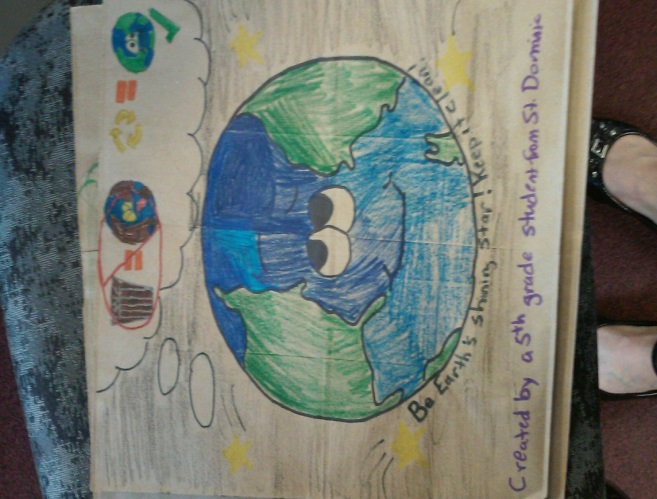 Be Earth's shining star! Keep it clean!
Created by a 5th grade student from St. Dominic